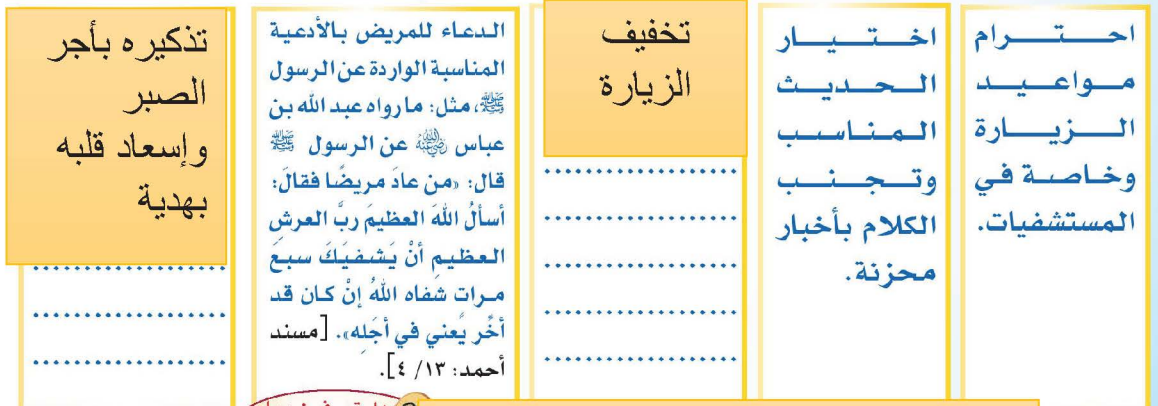 احترام
مواعيد
الزيارة
وخاصة في
المستشفيات.
اختيار
الحديث
المناسب
وتجنب
الكلام بأخبار
محزنة.
تخفيف
الزيارة
الدعاء للمريض بالأدعية
المناسبة الواردة عن الرسول
ﷺ، مثل: ما رواه عبد الله بن
عباس رضي الله عنه عن الرسول ﷺ
قال: «من عادَ مريضًا فقالَ:
أسألُ اللهَ العظيمَ ربَّ العرشِ
العظيمِ أنْ يَشفيَكَ سبعَ
مرات شفاه اللهُ إنْ كان قد
أخَّر يعني في أجَلِه». [مسند
أحمد: ١٣/ ٤].
تذكيره بأجر
الصبر
وإسعاد قلبه
بهدية